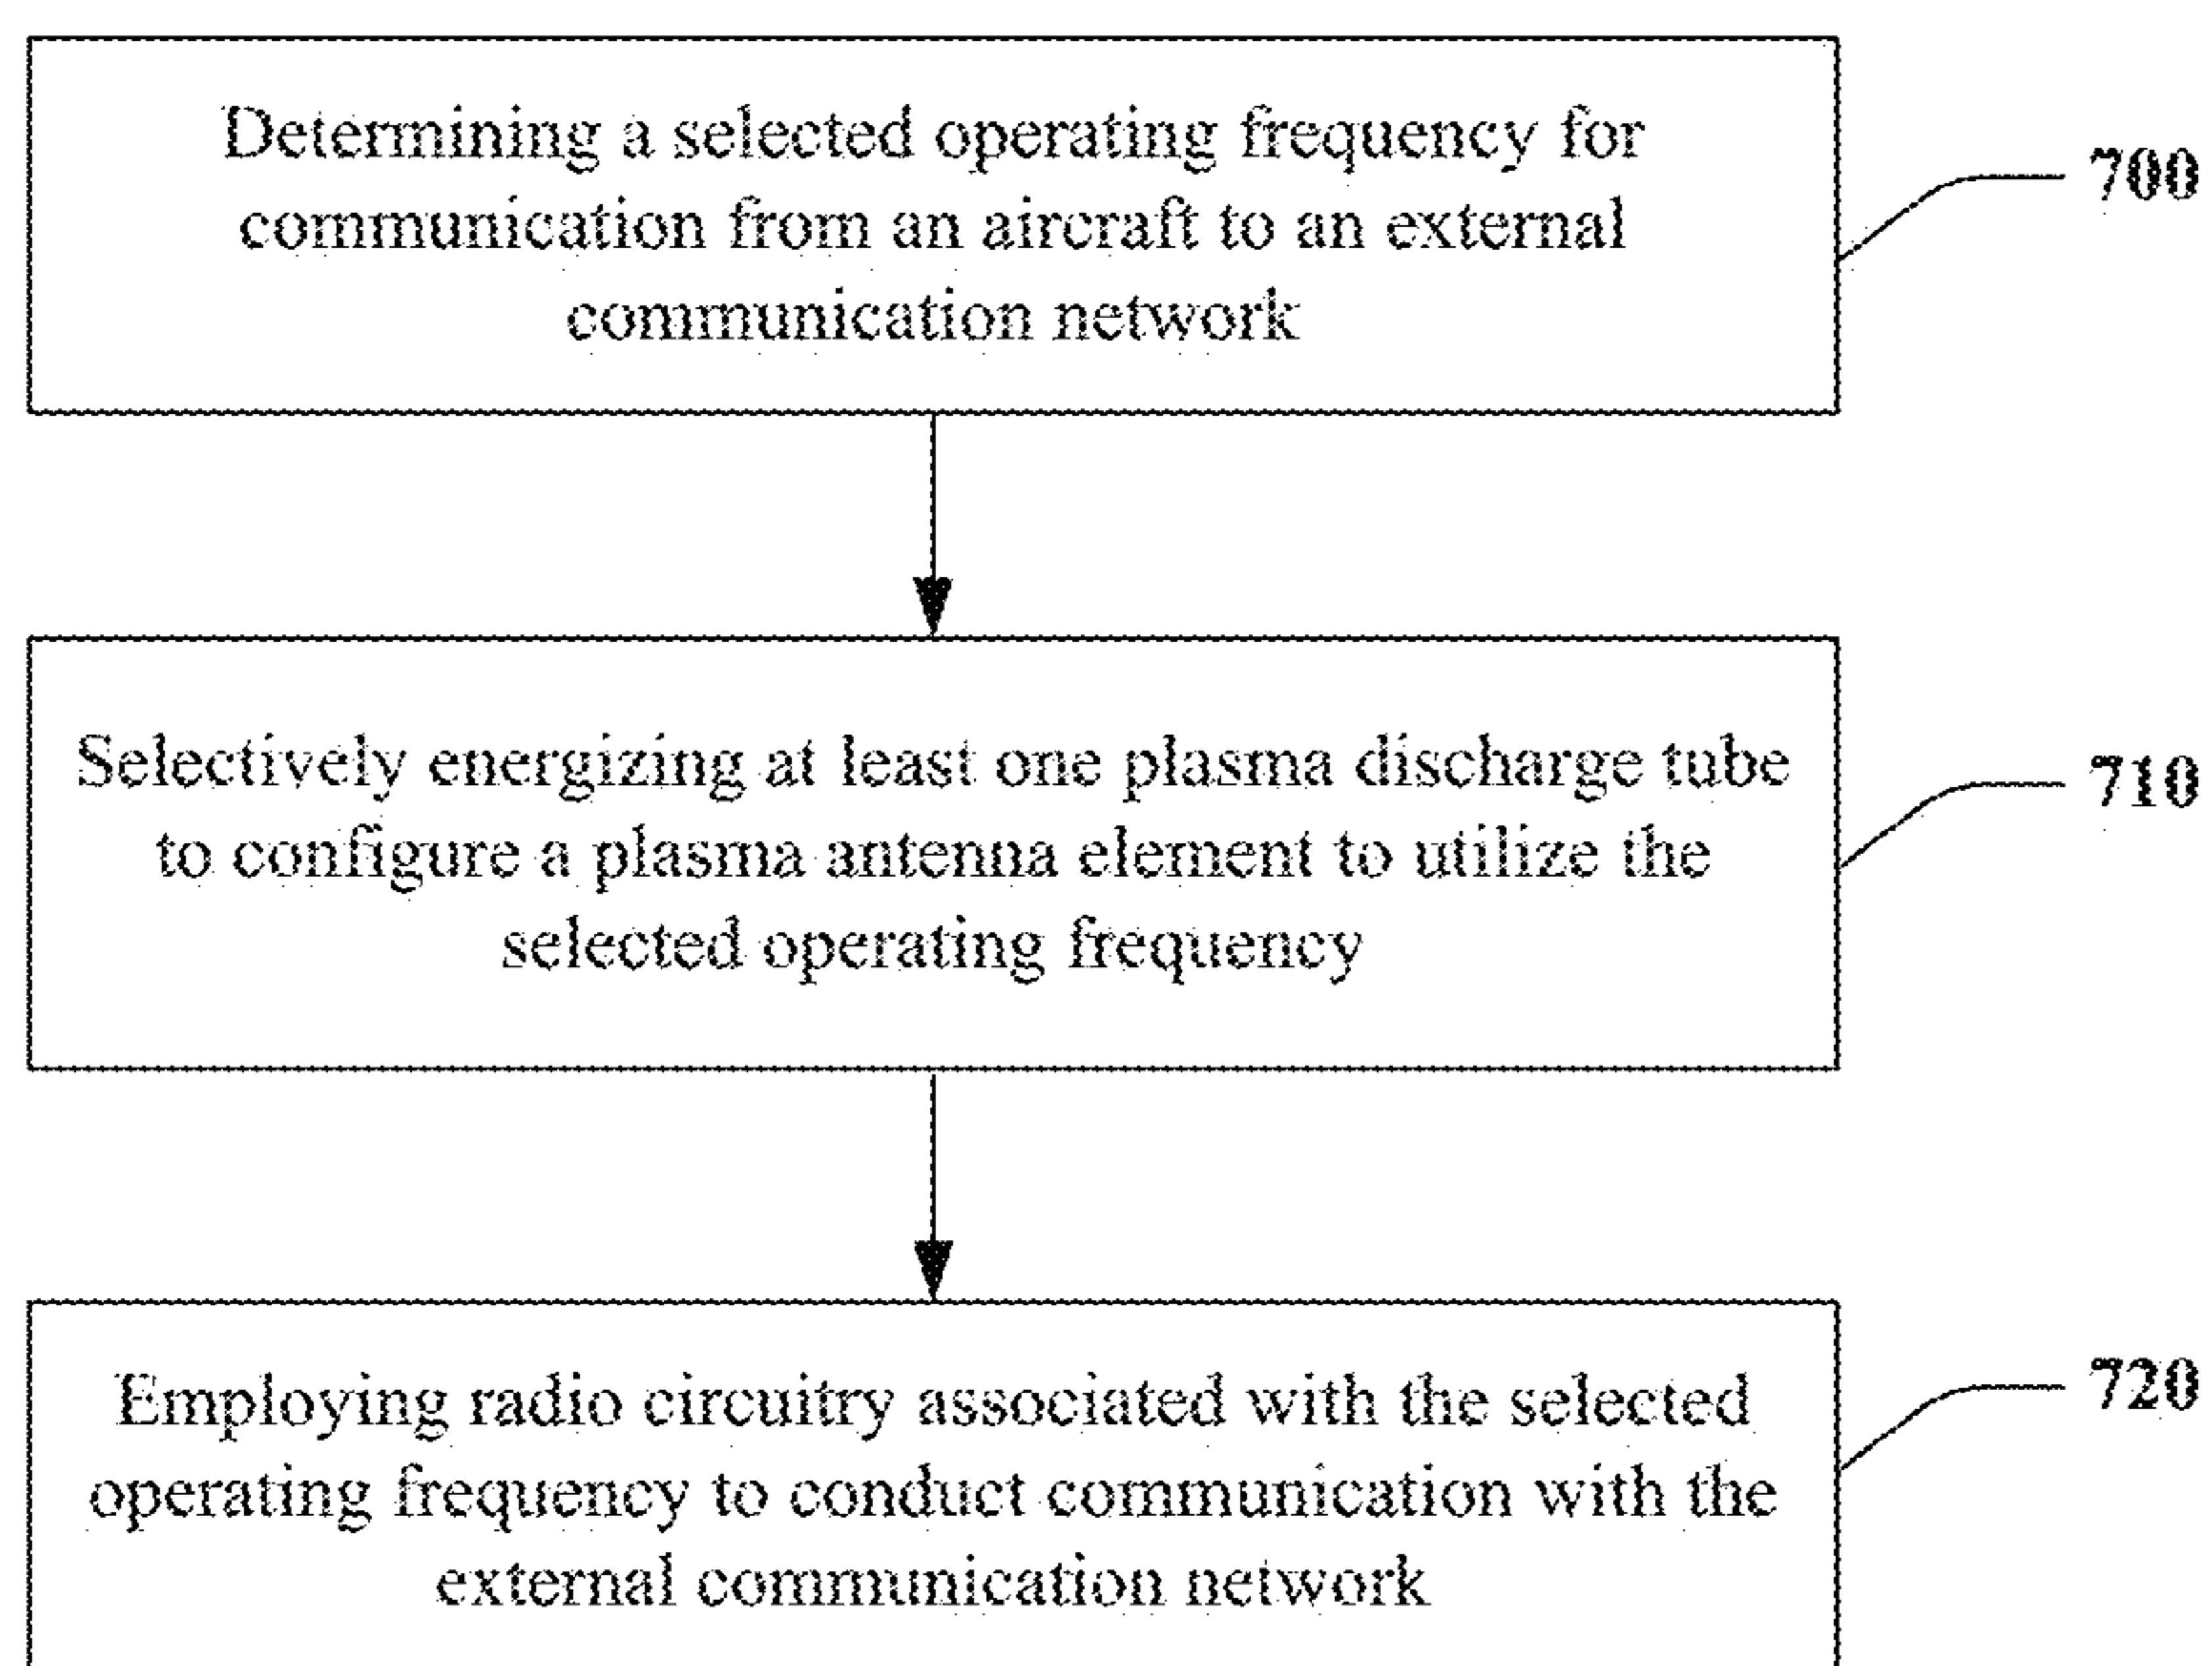 Determining a selected operating frequency for
communication from an aircraft to an external
communication network
700
Selectively energizing at least one plasma discharge tube
to configure a plasma antenna element to utilize the
selected operating frequency
710
Employing radio circuitry associated with the selected
operating frequency to conduct communication with the
external communication network
720